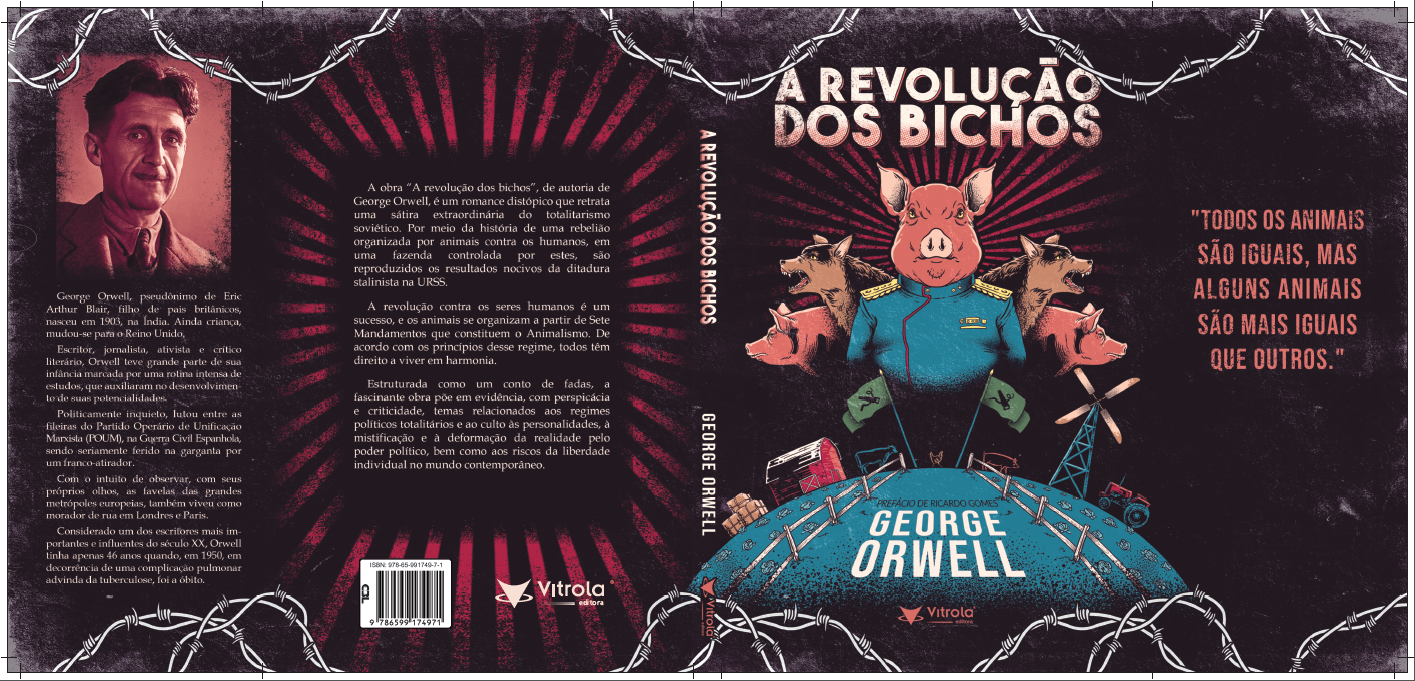 George Orwell, pseudônimo de Eric
Arthur Blair, filho de pais britânicos,
nasceu em 1903, na Índia. Ainda criança,
mudou-se para o Reino Unido.
Escritor, jornalista, ativista e crítico
literário, Orwell teve grande parte de sua
infância marcada por uma rotina intensa de
estudos, que auxiliaram no desenvolvimen-
to de suas potencialidades.
Politicamente inquieto, lutou entre as
fileiras do Partido Operário de Unificação
Marxista (POUM), na Guerra Civil Espanhola,
sendo seriamente ferido na garganta por
um franco-atirador.
Com o intuito de observar, com seus
próprios olhos, as favelas das grandes
metrópoles europeias, também viveu como
morador de rua em Londres e Paris.
Considerado um dos escritores mais im-
portantes e influentes do século XX, Orwell
tinha apenas 46 anos quando, em 1950, em
decorrência de uma complicação pulmonar
advinda da tuberculose, foi a óbito.
A obra “A revolução dos bichos”, de autoria de
George Orwell, é um romance distópico que retrata
uma sátira extraordinária do totalitarismo
soviético. Por meio da história de uma rebelião
organizada por animais contra os humanos, em
uma fazenda controlada por estes, são
reproduzidos os resultados nocivos da ditadura
stalinista na URSS.
A revolução contra os seres humanos é um
sucesso, e os animais se organizam a partir de Sete
Mandamentos que constituem o Animalismo. De
acordo com os princípios desse regime, todos têm
direito a viver em harmonia.
Estruturada como um conto de fadas, a
fascinante obra põe em evidência, com perspicácia
e criticidade, temas relacionados aos regimes
políticos totalitários e ao culto às personalidades, à
mistificação e à deformação da realidade pelo
poder político, bem como aos riscos da liberdade
individual no mundo contemporâneo.
ISBN: 978-65-991749-7-1
CBL
9 786599 174971
Vitrola
editora
A REVOLUÇÃO DOS BICHOS
GEORGE ORWELL
Vitrola
A REVOLUÇÃO
DOS BICHOS
PREFÁCIO DE RICARDO GOMES
GEORGE
ORWELL
Vitrola
editora
"TODOS OS ANIMAIS
SÃO IGUAIS, MAS
ALGUNS ANIMAIS
SÃO MAIS IGUAIS
QUE OUTROS."